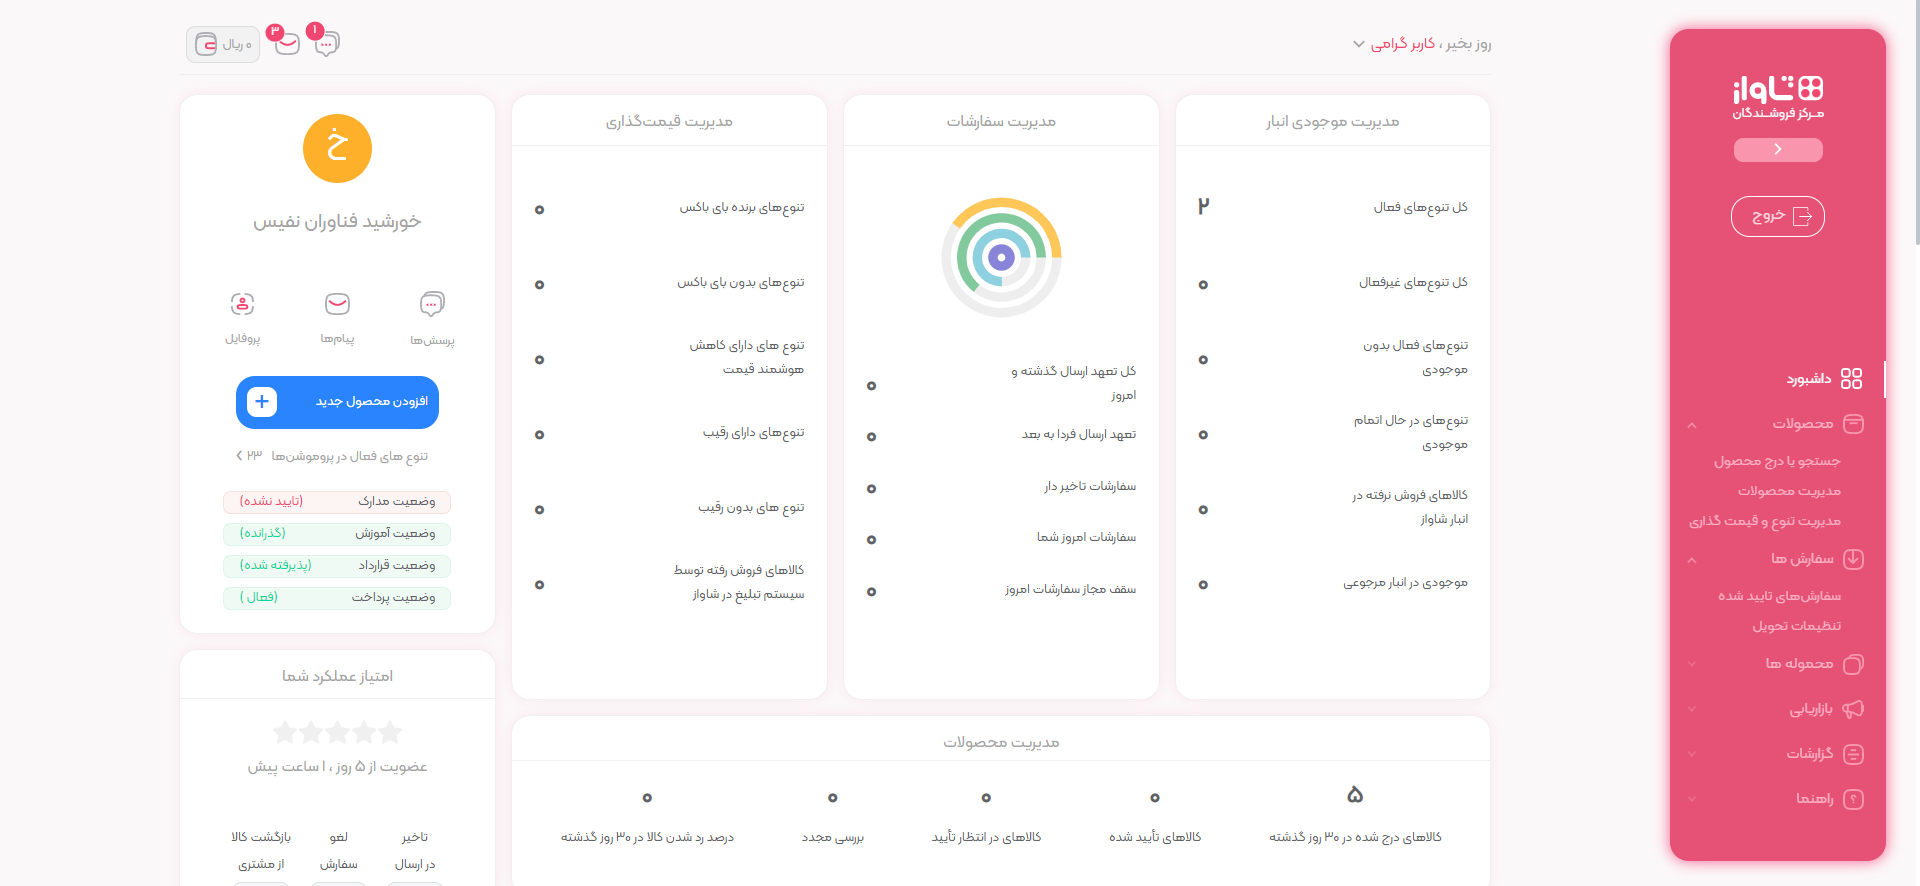 شاواز
مـرکز فروشـندگان
خروج
داشبورد
محصولات
جستجو یا درج محصول
مدیریت محصولات
مدیریت تنوع و قیمت گذاری
سفارش ها
سفارش‌های تایید شده
تنظیمات تحویل
محموله ها
بازاریابی
گزارشات
راهنما
روز بخیر ، کاربر گرامی
۱
۳
۰ ریال
مدیریت موجودی انبار
کل تنوع‌های فعال
۲
کل تنوع‌های غیرفعال
۰
تنوع‌های فعال بدون
موجودی
۰
تنوع‌های در حال اتمام
موجودی
۰
کالاهای فروش نرفته در
انبار شاواز
۰
موجودی در انبار مرجوعی
۰
مدیریت سفارشات
کل تعهد ارسال گذشته و
امروز
۰
تعهد ارسال فردا به بعد
۰
سفارشات تاخیر دار
۰
سفارشات امروز شما
۰
سقف مجاز سفارشات امروز
۰
مدیریت قیمت‌گذاری
تنوع‌های برنده بای باکس
۰
تنوع‌های بدون بای باکس
۰
تنوع های دارای کاهش
هوشمند قیمت
۰
تنوع‌های دارای رقیب
۰
تنوع های بدون رقیب
۰
کالاهای فروش رفته توسط
سیستم تبلیغ در شاواز
۰
خ
خورشید فناوران نفیس
پرسش‌ها
پیام‌ها
پروفایل
افزودن محصول جدید
تنوع های فعال در پروموشن‌ها ۲۳
وضعیت مدارک (تایید نشده)
وضعیت آموزش (گذرانده)
وضعیت قرارداد (پذیرفته شده)
وضعیت پرداخت (فعال )
امتیاز عملکرد شما
عضویت از ۵ روز ، ۱ ساعت پیش
تاخیر
در ارسال
لغو
سفارش
بازگشت کالا
از مشتری
مدیریت محصولات
۵
کالاهای درج شده در ۳۰ روز گذشته
۰
کالاهای تأیید شده
۰
کالاهای در انتظار تأیید
۰
بررسی مجدد
۰
درصد رد شدن کالا در ۳۰ روز گذشته